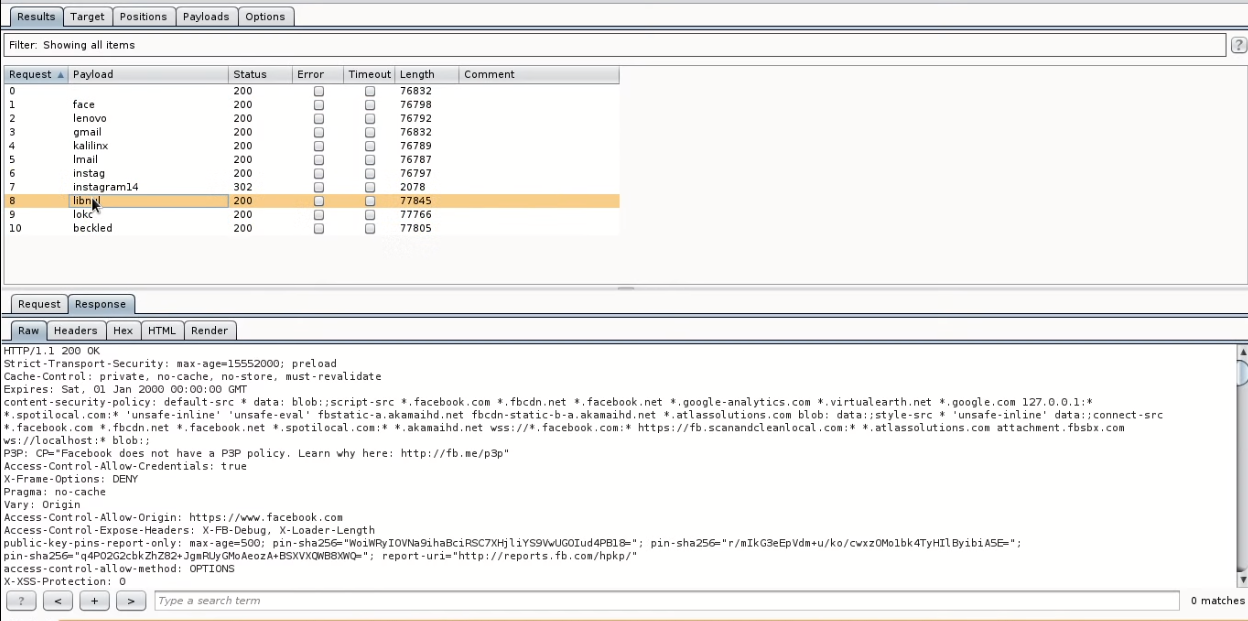 Results Target Positions Payloads Options
Filter: Showing all items ?
Request Payload Status Error Timeout Length Comment
0 200 76832
1 face 200 76798
2 lenovo 200 76792
3 gmail 200 76832
4 kalilinx 200 76789
5 lmail 200 76787
6 instag 200 76797
7 instagram14 302 2078
8 200 77845
9 200 77766
10 beckled 200 77805
Request Response
Raw Headers Hex HTML Render
HTTP/1.1 200 OK
Strict-Transport-Security: max-age=15552000; preload
Cache-Control: private, no-cache, no-store, must-revalidate
Expires: Sat, 01 Jan 2000 00:00:00 GMT
content-security-policy: default-src * data: blob:;script-src *.facebook.com *.fbcdn.net *.facebook.net *.google-analytics.com *.virtualearth.net *.google.com 127.0.0.1:*
*.spotilocal.com:* 'unsafe-inline' 'unsafe-eval' fbstatic-a.akamaihd.net fbcdn-static-b-a.akamaihd.net *.atlassolutions.com blob: data:;style-src * 'unsafe-inline' data:;connect-src
*.facebook.com *.fbcdn.net *.facebook.net *.spotilocal.com:* *.akamaihd.net wss://*.facebook.com:* https://fb.scanandcleanlocal.com:* *.atlassolutions.com attachment.fbsbx.com
ws://localhost:* blob:;
P3P: CP="Facebook does not have a P3P policy. Learn why here: http://fb.me/p3p"
Access-Control-Allow-Credentials: true
X-Frame-Options: DENY
Pragma: no-cache
Vary: Origin
Access-Control-Allow-Origin: https://www.facebook.com
Access-Control-Expose-Headers: X-FB-Debug, X-Loader-Length
public-key-pins-report-only: max-age=500; pin-sha256="WoiWRyIOVNa9ihaBciRSC7XHjliYS9VwUGOIud4PB18="; pin-sha256="r/mIkG3eEpVdm+u/ko/cwxzOMo1bk4TyHIlByibiA5E=";
pin-sha256="q4PO2G2cbkZhZ82+JgmRUyGMoAeozA+BSXVXQWB8XWQ="; report-uri="http://reports.fb.com/hpkp/"
access-control-allow-method: OPTIONS
X-XSS-Protection: 0
? < + > Type a search term 0 matches